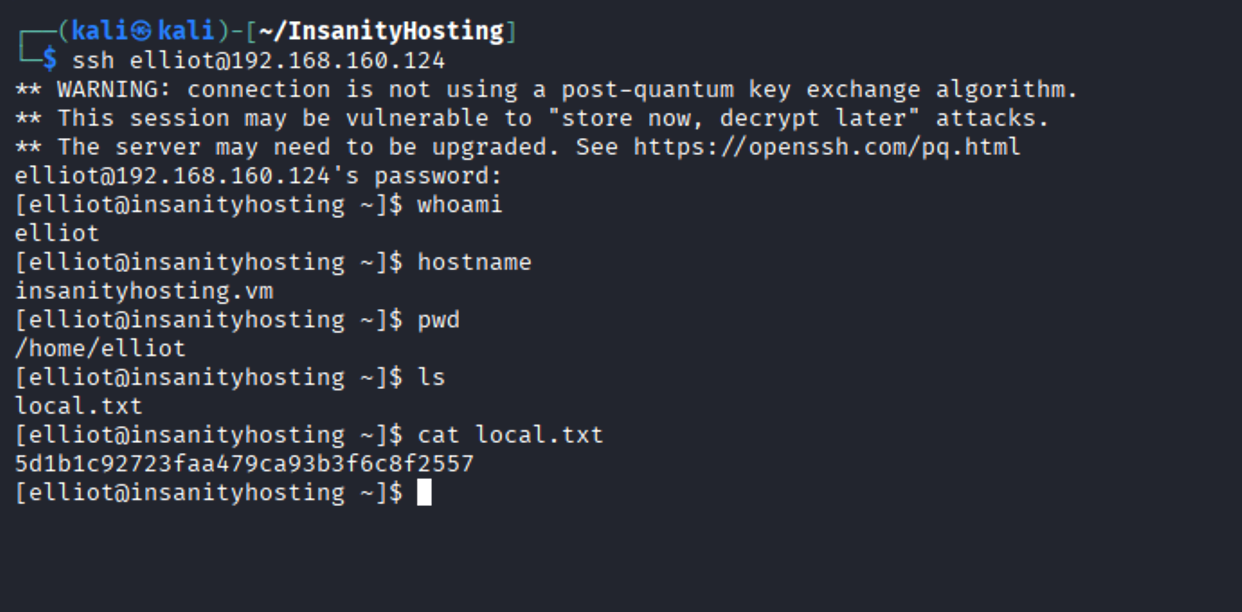 ┌──(kali㉿kali)-[~/InsanityHosting]
└─$ ssh elliot@192.168.160.124
** WARNING: connection is not using a post-quantum key exchange algorithm.
** This session may be vulnerable to "store now, decrypt later" attacks.
** The server may need to be upgraded. See https://openssh.com/pq.html
elliot@192.168.160.124's password:
[elliot@insanityhosting ~]$ whoami
elliot
[elliot@insanityhosting ~]$ hostname
insanityhosting.vm
[elliot@insanityhosting ~]$ pwd
/home/elliot
[elliot@insanityhosting ~]$ ls
local.txt
[elliot@insanityhosting ~]$ cat local.txt
5d1b1c92723faa479ca93b3f6c8f2557
[elliot@insanityhosting ~]$